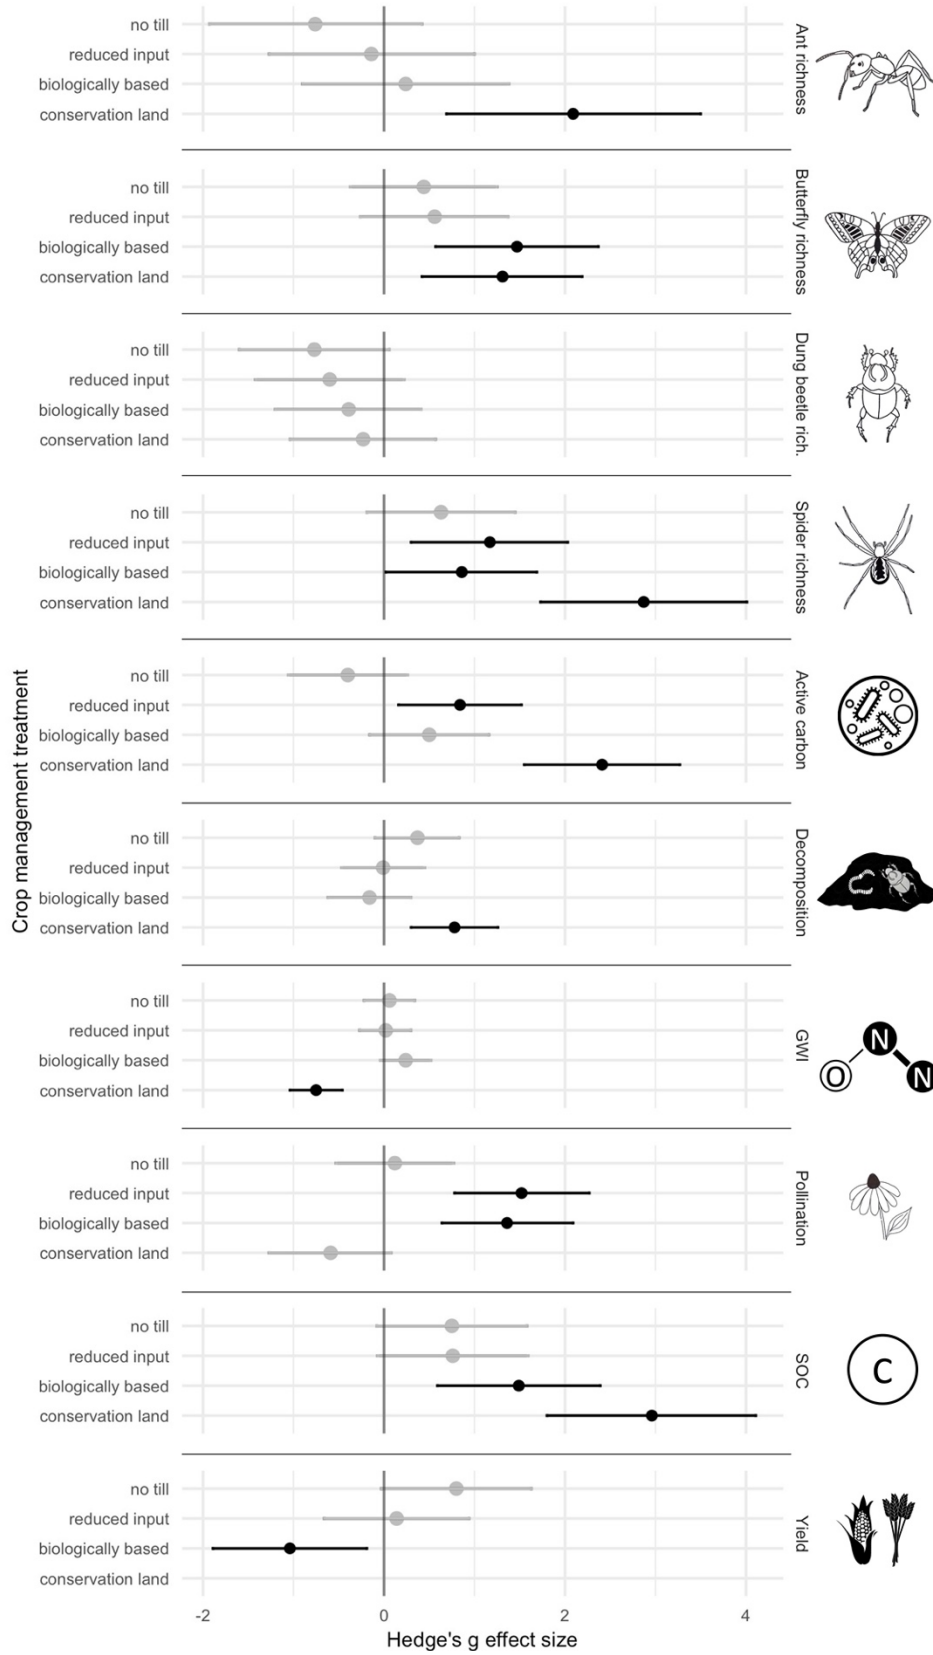 Crop management treatment
no till
reduced input
biologically based
conservation land
Ant richness
no till
reduced input
biologically based
conservation land
Butterfly richness
no till
reduced input
biologically based
conservation land
Dung beetle rich.
no till
reduced input
biologically based
conservation land
Spider richness
no till
reduced input
biologically based
conservation land
Active carbon
no till
reduced input
biologically based
conservation land
Decomposition
no till
reduced input
biologically based
conservation land
GWI
O N N
no till
reduced input
biologically based
conservation land
Pollination
no till
reduced input
biologically based
conservation land
SOC
C
no till
reduced input
biologically based
conservation land
Yield
-2 0 2 4
Hedge's g effect size